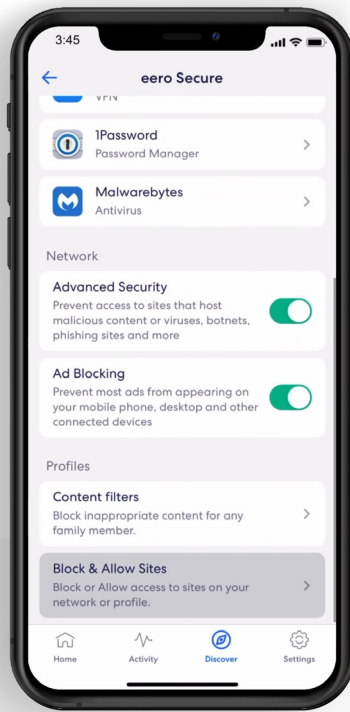 3:45
eero Secure
VPN
1Password
Password Manager
Malwarebytes
Antivirus
Network
Advanced Security
Prevent access to sites that host
malicious content or viruses, botnets,
phishing sites and more
Ad Blocking
Prevent most ads from appearing on
your mobile phone, desktop and other
connected devices
Profiles
Content filters
Block inappropriate content for any
family member.
Block & Allow Sites
Block or Allow access to sites on your
network or profile.
Home
Activity
Discover
Settings